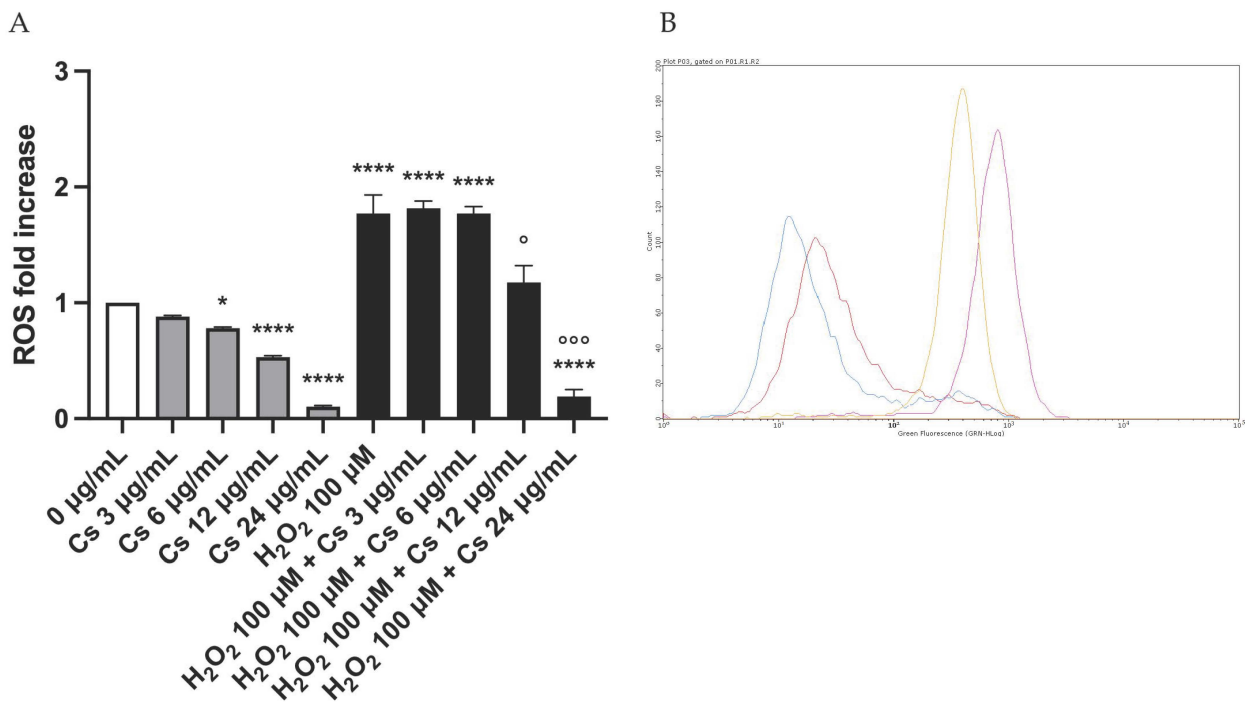 A
B
ROS fold increase
3
2
1
0
*
****
****
****
****
****
°
°°°
****
0 µg/mL
Cs 3 µg/mL
Cs 6 µg/mL
Cs 12 µg/mL
Cs 24 µg/mL
H₂O₂ 100 µM
H₂O₂ 100 µM + Cs 3 µg/mL
H₂O₂ 100 µM + Cs 6 µg/mL
H₂O₂ 100 µM + Cs 12 µg/mL
H₂O₂ 100 µM + Cs 24 µg/mL
Plot P03, gated on P01.R1.R2
Count
200
180
160
140
120
100
80
60
40
20
0
10⁰
10¹
10²
10³
10⁴
10⁵
Green Fluorescence (GRN-HLog)